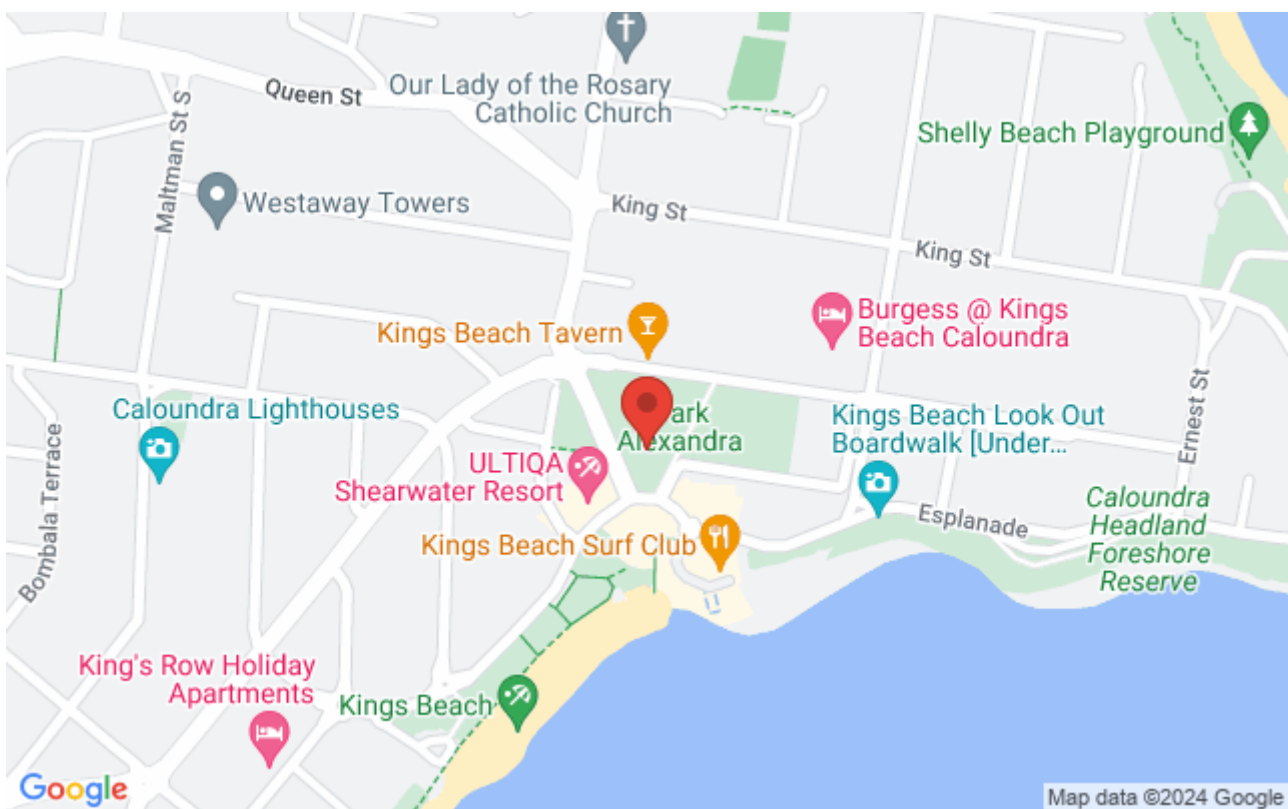 Our Lady of the Rosary
Catholic Church
Queen St
Maltman St S
Shelly Beach Playground
Westaway Towers
King St
King St
Burgess @ Kings
Beach Caloundra
Kings Beach Tavern
Ernest St
Caloundra Lighthouses
Park
Alexandra
Kings Beach Look Out
Boardwalk [Under...
ULTIQA
Shearwater Resort
Bombala Terrace
Caloundra
Headland
Foreshore
Reserve
Esplanade
Kings Beach Surf Club
King's Row Holiday
Apartments
Kings Beach
Google
Map data ©2024 Google